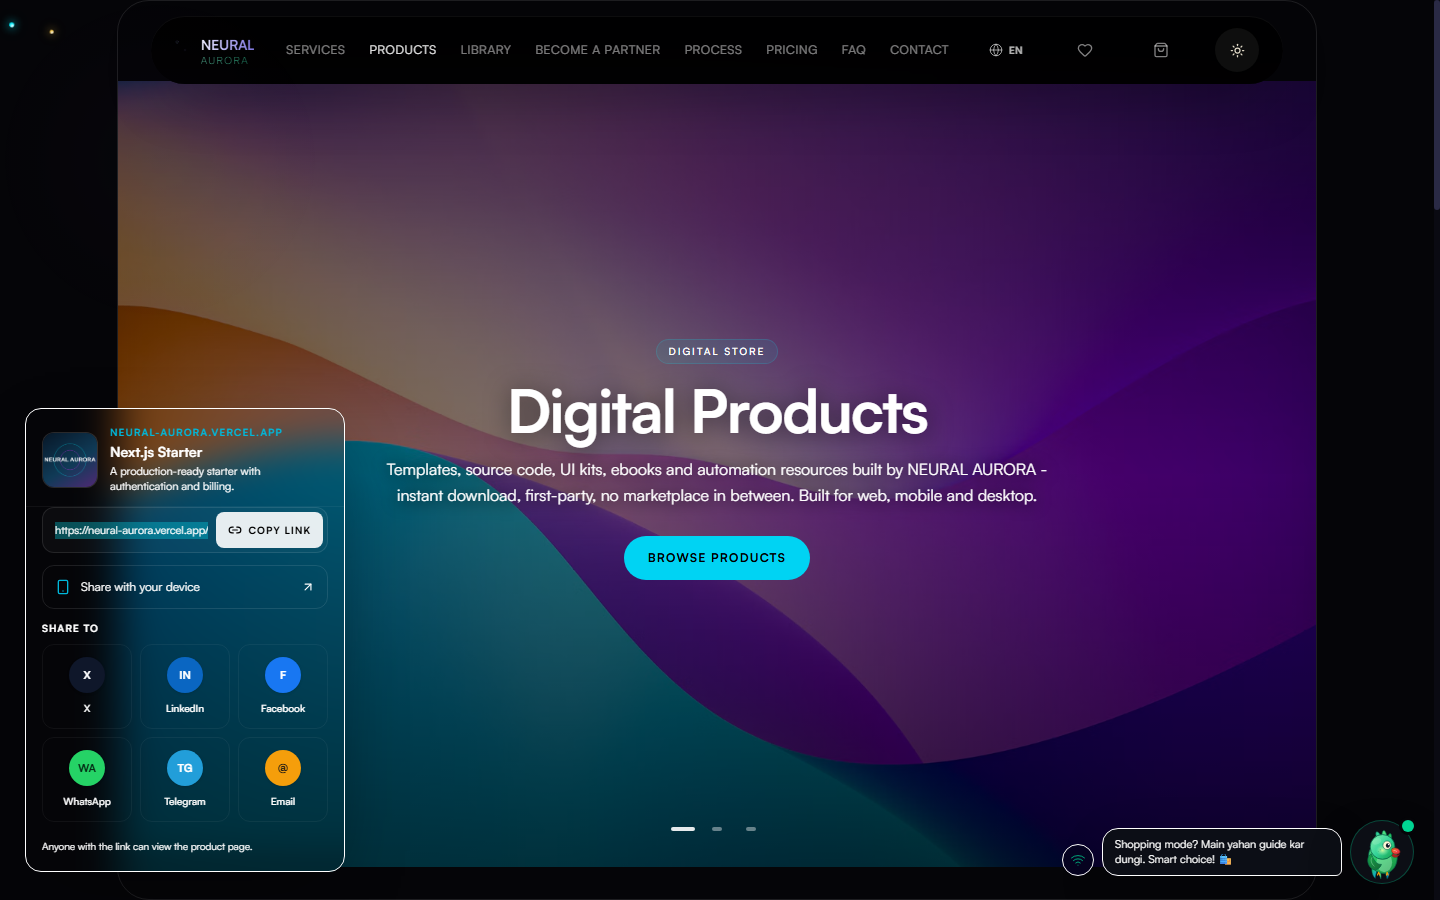 NEURAL
AURORA
SERVICES
PRODUCTS
LIBRARY
BECOME A PARTNER
PROCESS
PRICING
FAQ
CONTACT
EN
DIGITAL STORE
Digital Products
Templates, source code, UI kits, ebooks and automation resources built by NEURAL AURORA -
instant download, first-party, no marketplace in between. Built for web, mobile and desktop.
BROWSE PRODUCTS
NEURAL AURORA
NEURAL-AURORA.VERCEL.APP
Next.js Starter
A production-ready starter with
authentication and billing.
https://neural-aurora.vercel.app/
COPY LINK
Share with your device
SHARE TO
X
X
IN
LinkedIn
F
Facebook
WA
WhatsApp
TG
Telegram
@
Email
Anyone with the link can view the product page.
Shopping mode? Main yahan guide kar
dungi. Smart choice! 🛍️